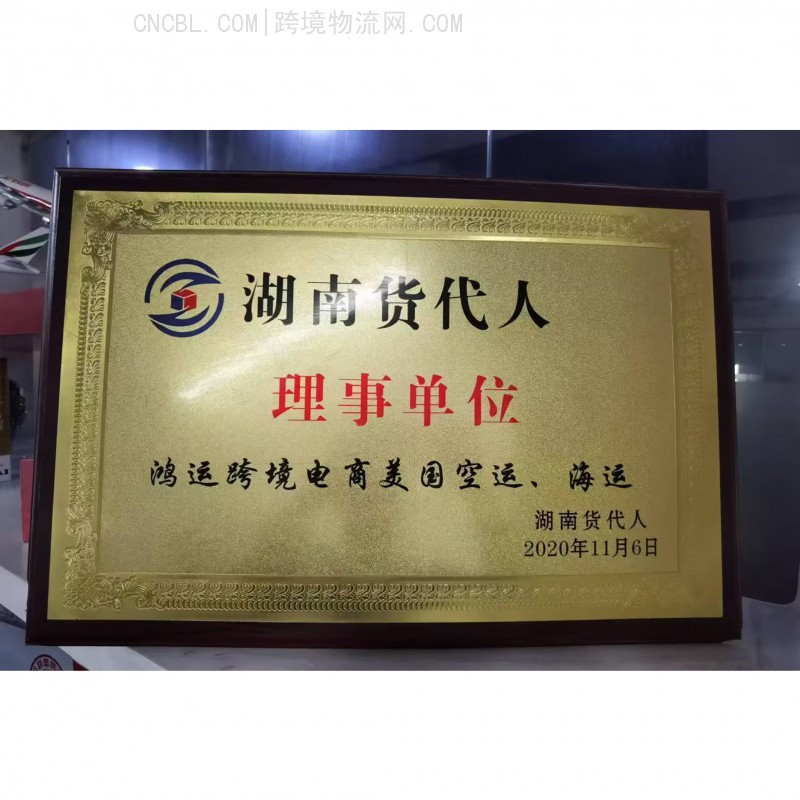 CNCBL. COM|跨境物流网.COM
湖南货代人
理事单位
鸿运跨境电商美国空运、海运
湖南货代人
2020年11月6日